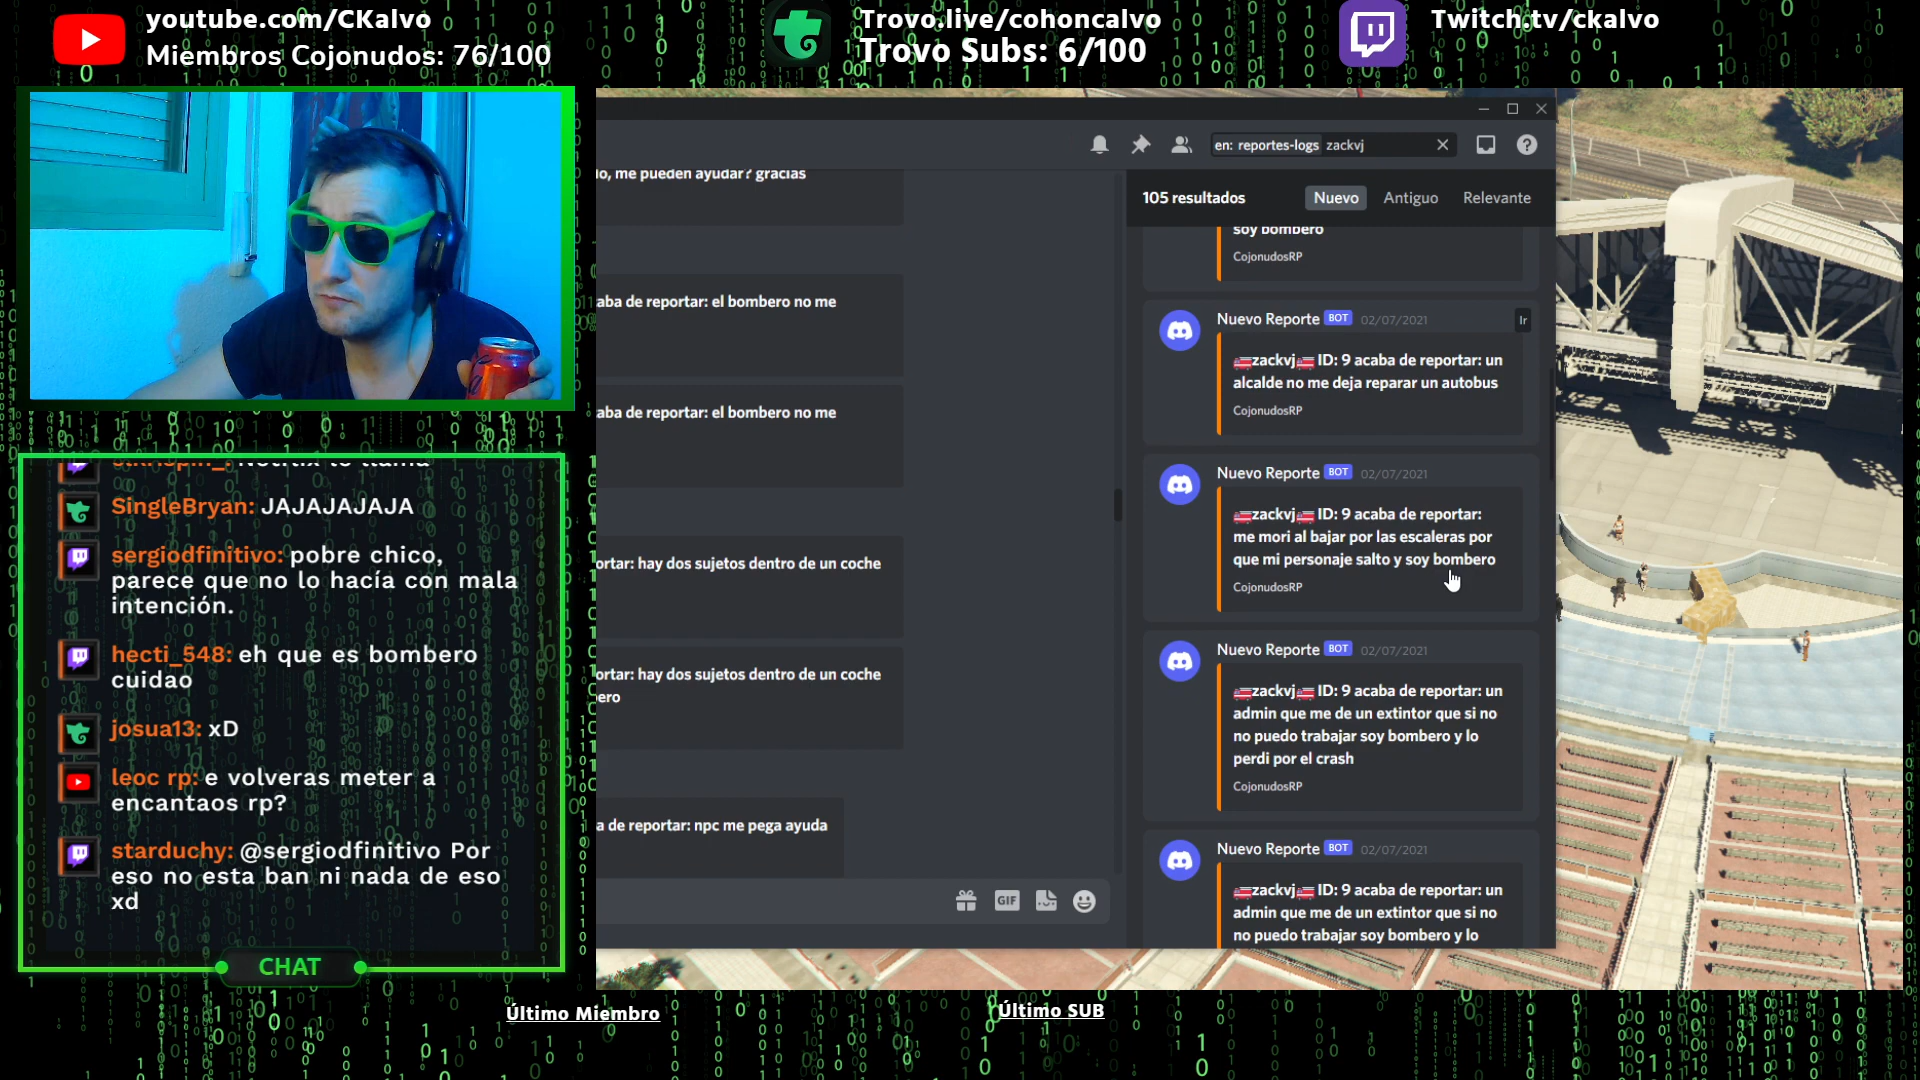 youtube.com/CKalvo
Miembros Cojonudos: 76/100
Trovo.live/cohoncalvo
Trovo Subs: 6/100
Twitch.tv/ckalvo
SingleBryan: JAJAJAJAJA
sergiodfinitivo: pobre chico,
parece que no lo hacía con mala
intención.
hecti_548: eh que es bombero
cuidao
josua13: xD
leoc rp: e volveras meter a
encantaos rp?
starduchy: @sergiodfinitivo Por
eso no esta ban ni nada de eso
xd
CHAT
en: reportes-logs zackvj
lo, me pueden ayudar? gracias
aba de reportar: el bombero no me
aba de reportar: el bombero no me
ortar: hay dos sujetos dentro de un coche
ortar: hay dos sujetos dentro de un coche
ero
a de reportar: npc me pega ayuda
GIF
105 resultados
Nuevo
Antiguo
Relevante
soy bombero
CojonudosRP
Nuevo Reporte BOT 02/07/2021
Ir
zackvj ID: 9 acaba de reportar: un
alcalde no me deja reparar un autobus
CojonudosRP
Nuevo Reporte BOT 02/07/2021
zackvj ID: 9 acaba de reportar:
me mori al bajar por las escaleras por
que mi personaje salto y soy bombero
CojonudosRP
Nuevo Reporte BOT 02/07/2021
zackvj ID: 9 acaba de reportar: un
admin que me de un extintor que si no
no puedo trabajar soy bombero y lo
perdi por el crash
CojonudosRP
Nuevo Reporte BOT 02/07/2021
zackvj ID: 9 acaba de reportar: un
admin que me de un extintor que si no
no puedo trabajar soy bombero y lo
Último Miembro
Último SUB